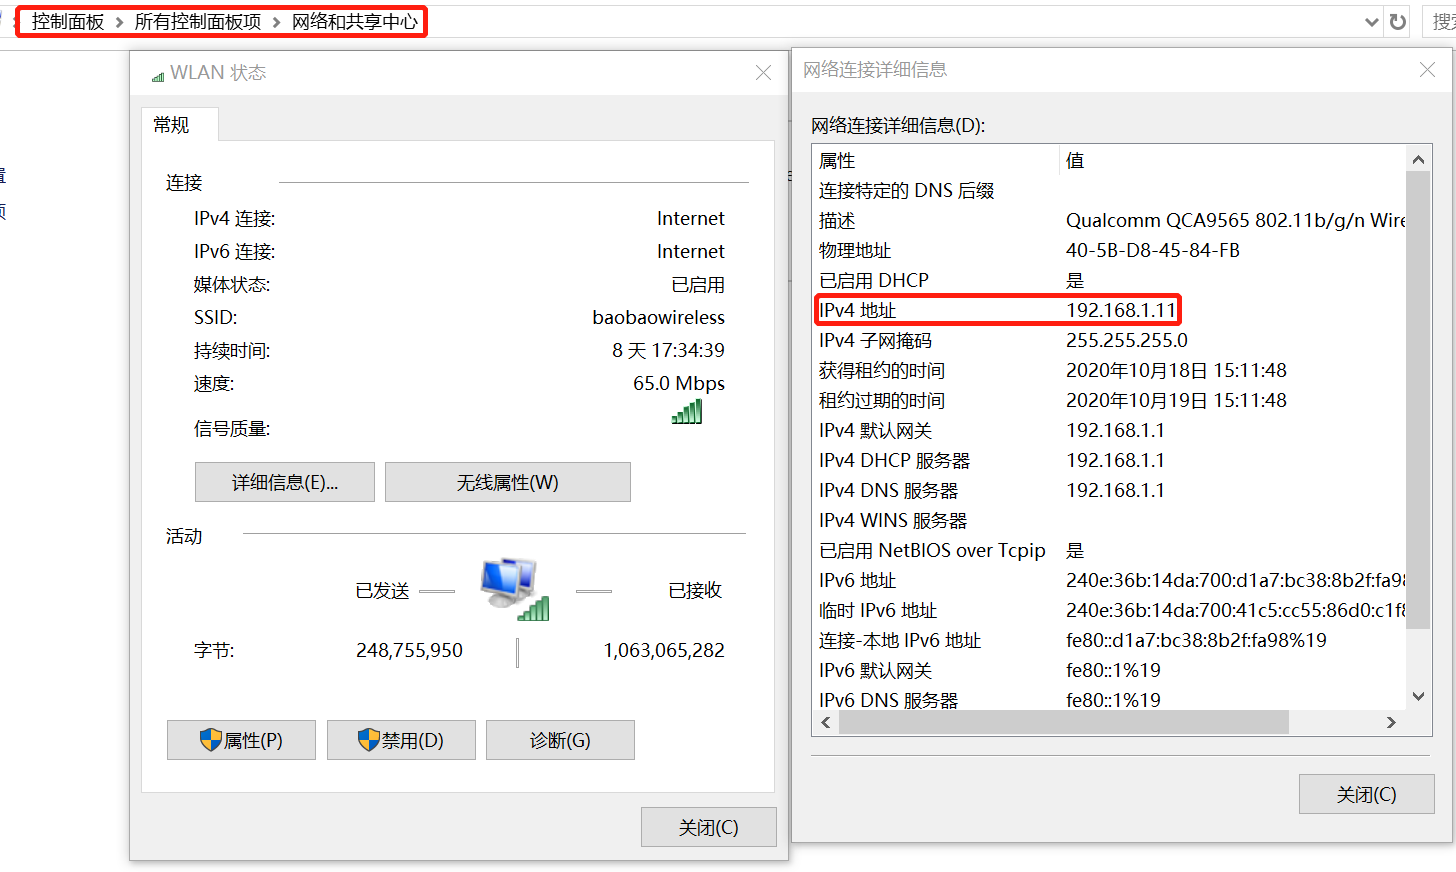 控制面板 > 所有控制面板项 > 网络和共享中心
搜索
WLAN 状态
常规
连接
IPv4 连接: Internet
IPv6 连接: Internet
媒体状态: 已启用
SSID: baobaowireless
持续时间: 8 天 17:34:39
速度: 65.0 Mbps
信号质量:
详细信息(E)... 无线属性(W)
活动
已发送 已接收
字节: 248,755,950 1,063,065,282
属性(P) 禁用(D) 诊断(G)
关闭(C)
网络连接详细信息
网络连接详细信息(D):
属性 值
连接特定的 DNS 后缀
描述 Qualcomm QCA9565 802.11b/g/n Wire
物理地址 40-5B-D8-45-84-FB
已启用 DHCP 是
IPv4 地址 192.168.1.11
IPv4 子网掩码 255.255.255.0
获得租约的时间 2020年10月18日 15:11:48
租约过期的时间 2020年10月19日 15:11:48
IPv4 默认网关 192.168.1.1
IPv4 DHCP 服务器 192.168.1.1
IPv4 DNS 服务器 192.168.1.1
IPv4 WINS 服务器
已启用 NetBIOS over Tcpip 是
IPv6 地址 240e:36b:14da:700:d1a7:bc38:8b2f:fa98
临时 IPv6 地址 240e:36b:14da:700:41c5:cc55:86d0:c1f8
连接-本地 IPv6 地址 fe80::d1a7:bc38:8b2f:fa98%19
IPv6 默认网关 fe80::1%19
IPv6 DNS 服务器 fe80::1%19
关闭(C)